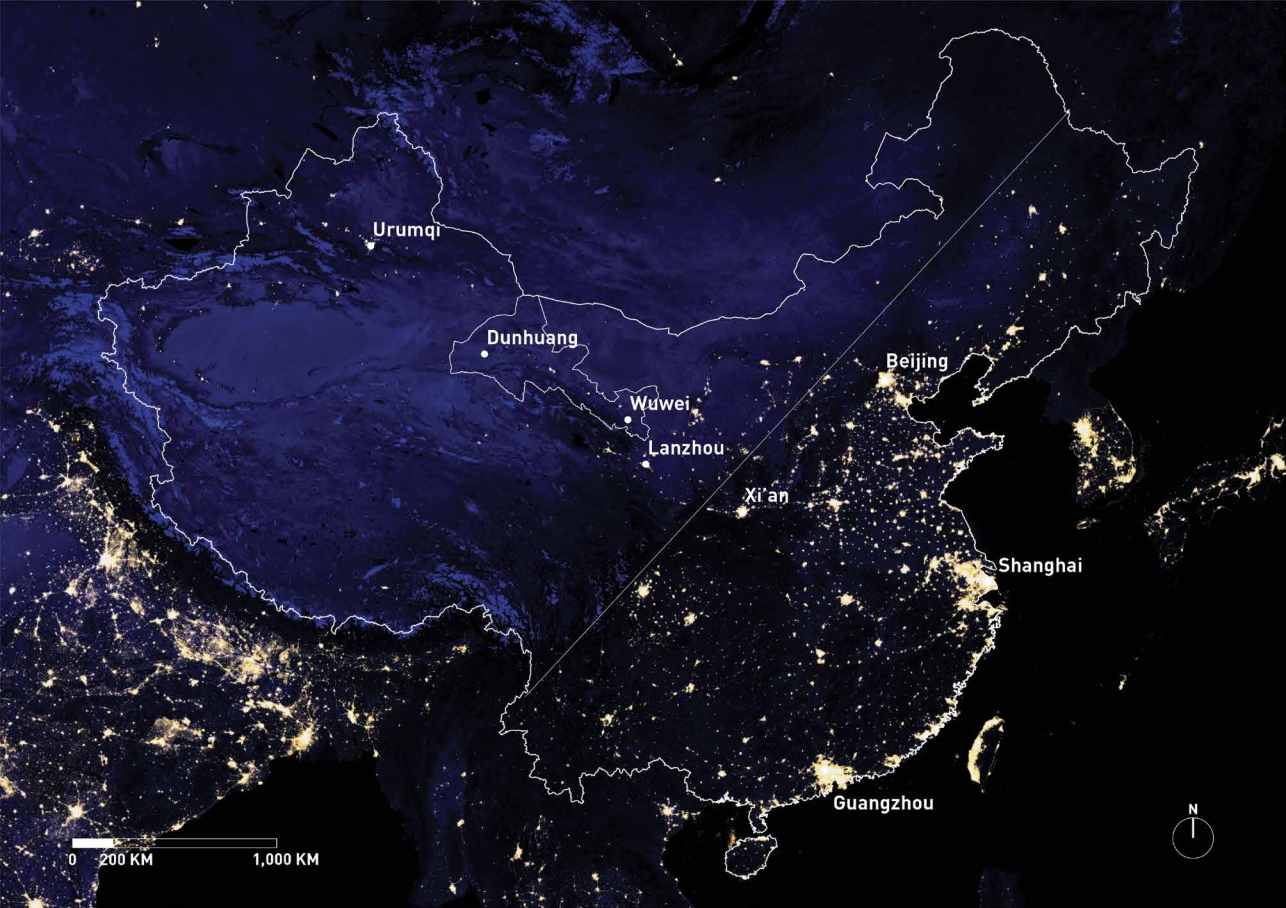 Urumqi
Dunhuang
Beijing
Wuwei
Lanzhou
Xi'an
Shanghai
Guangzhou
N
0 200 KM 1,000 KM